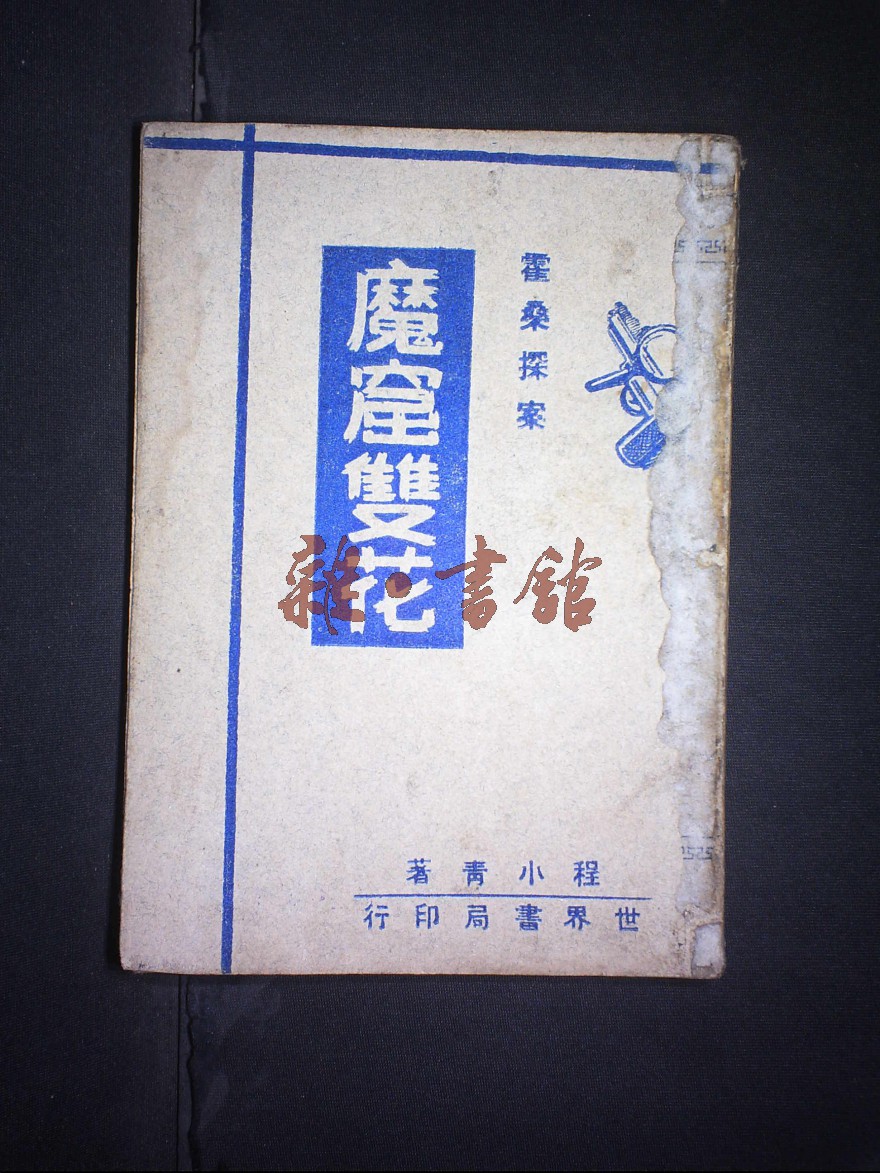 霍桑探案
魔窟雙花
程小青著
世界書局印行
雜·書館